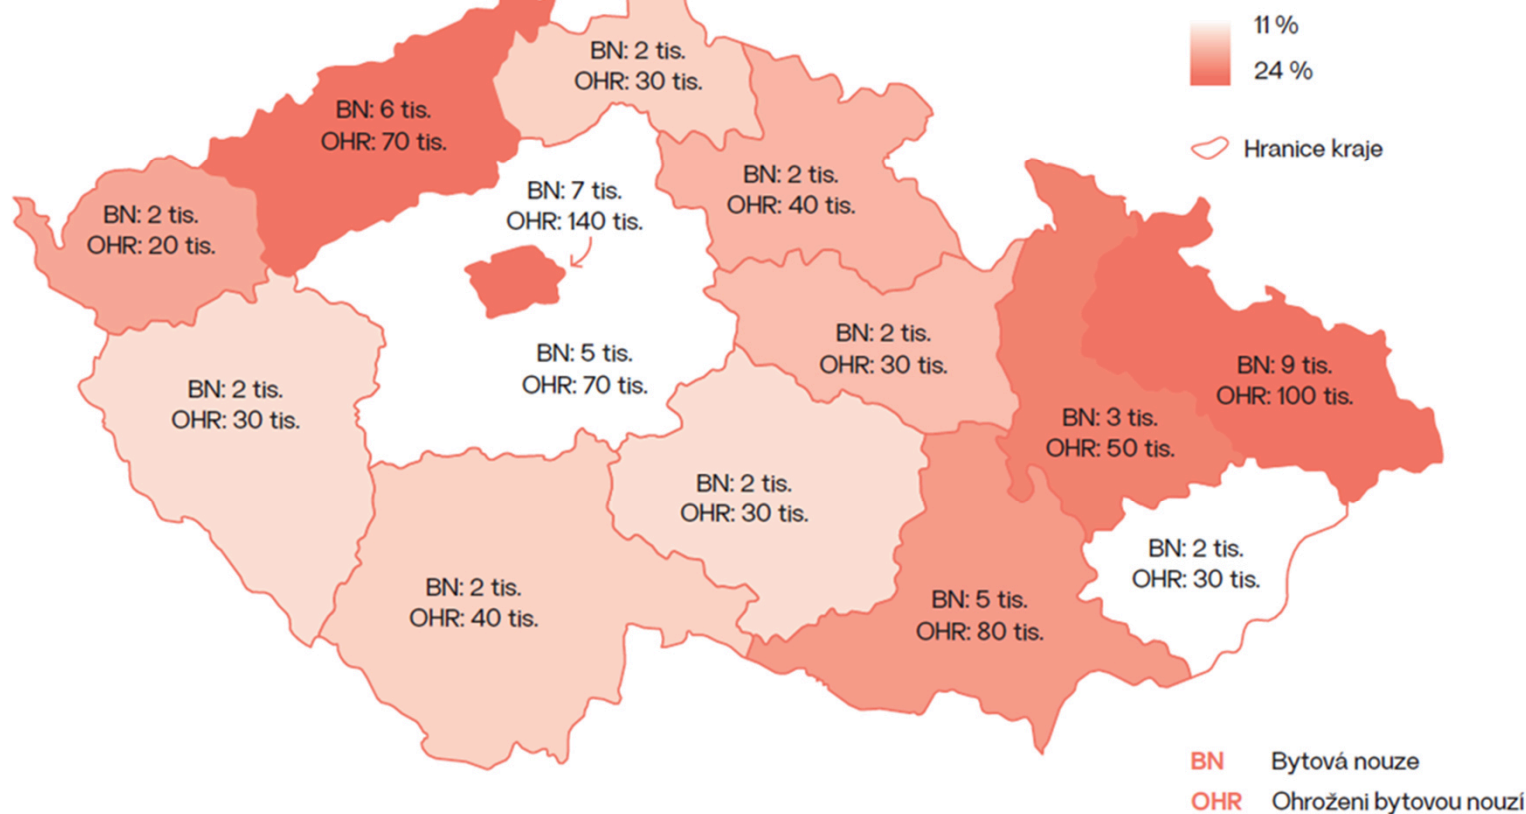 11 %
24 %
Hranice kraje
BN: 2 tis.
OHR: 30 tis.
BN: 6 tis.
OHR: 70 tis.
BN: 2 tis.
OHR: 40 tis.
BN: 7 tis.
OHR: 140 tis.
BN: 2 tis.
OHR: 20 tis.
BN: 2 tis.
OHR: 30 tis.
BN: 5 tis.
OHR: 70 tis.
BN: 9 tis.
OHR: 100 tis.
BN: 2 tis.
OHR: 30 tis.
BN: 3 tis.
OHR: 50 tis.
BN: 2 tis.
OHR: 30 tis.
BN: 2 tis.
OHR: 30 tis.
BN: 2 tis.
OHR: 40 tis.
BN: 5 tis.
OHR: 80 tis.
BN Bytová nouze
OHR Ohroženi bytovou nouzí